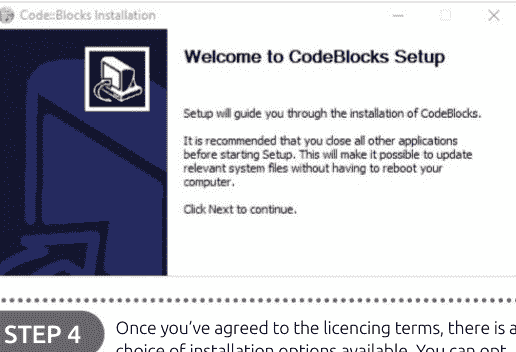 Code::Blocks Installation
Welcome to CodeBlocks Setup
Setup will guide you through the installation of CodeBlocks.
It is recommended that you close all other applications
before starting Setup. This will make it possible to update
relevant system files without having to reboot your
computer.
Click Next to continue.
STEP 4
Once you've agreed to the licencing terms, there is a
choice of installation options available. You can opt